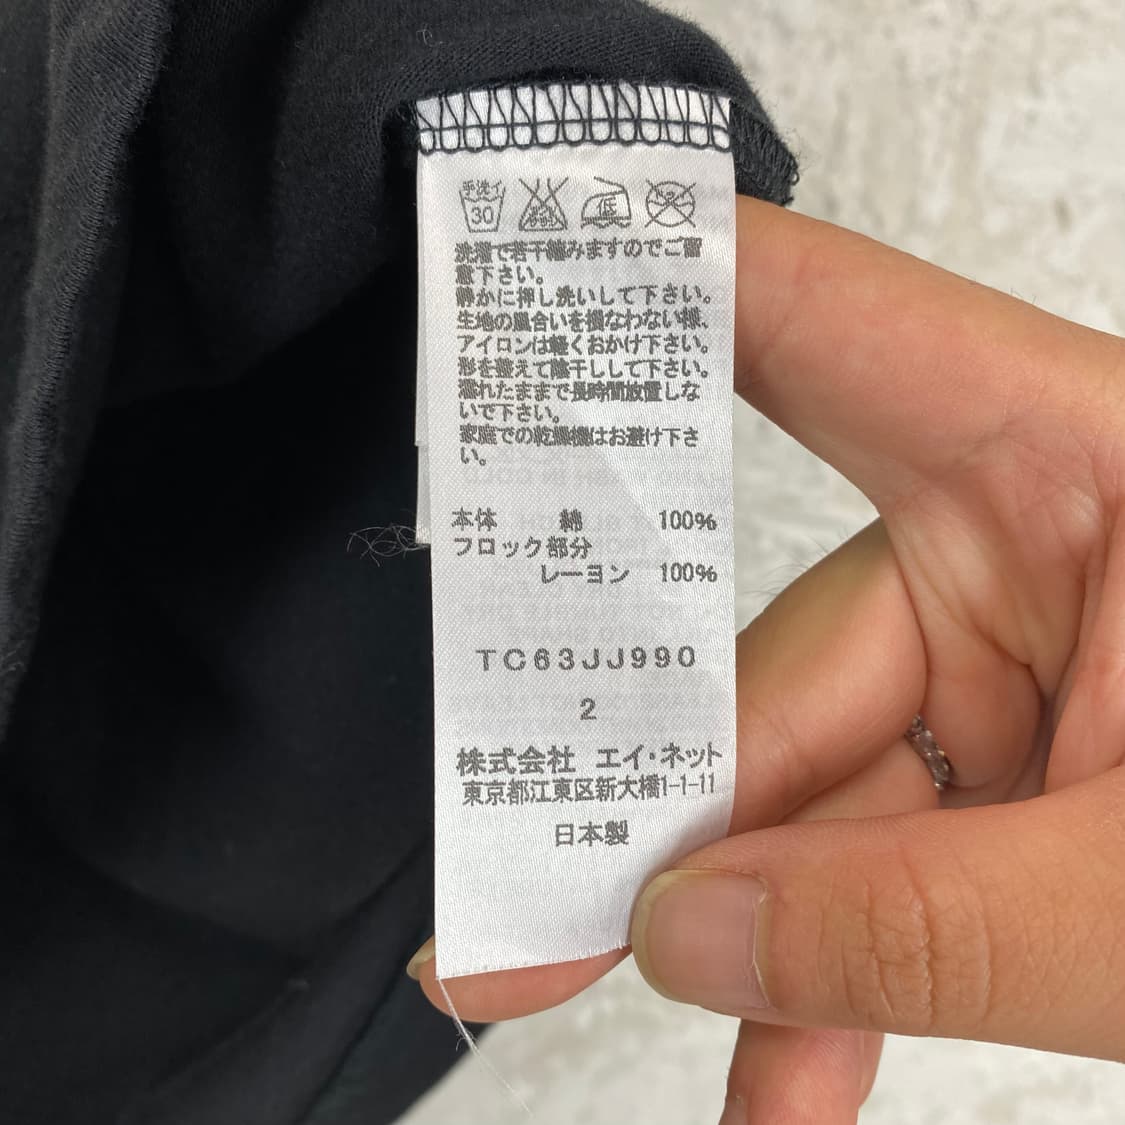 手洗イ
30
低
洗濯で若干縮みますのでご留
意下さい。
静かに押し洗いして下さい。
生地の風合いを損なわない様、
アイロンは軽くおかけ下さい。
形を整えて陰干しして下さい。
濡れたままで長時間放置しな
いで下さい。
家庭での乾燥機はお避け下さ
い。
本体 綿 100%
フロック部分
レーヨン 100%
TC63JJ990
2
株式会社 エイ・ネット
東京都江東区新大橋1-1-11
日本製